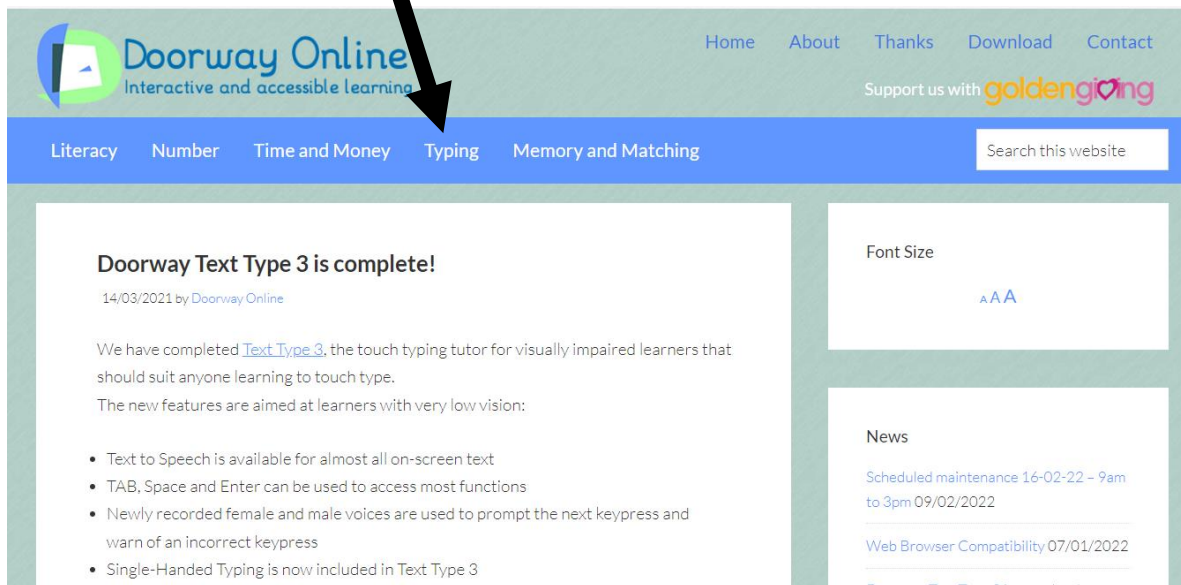 Doorway Online
Interactive and accessible learning
Home About Thanks Download Contact
Support us with goldengiving
Literacy Number Time and Money Typing Memory and Matching
Search this website
Doorway Text Type 3 is complete!
14/03/2021 by Doorway Online
We have completed Text Type 3, the touch typing tutor for visually impaired learners that
should suit anyone learning to touch type.
The new features are aimed at learners with very low vision:
• Text to Speech is available for almost all on-screen text
• TAB, Space and Enter can be used to access most functions
• Newly recorded female and male voices are used to prompt the next keypress and
warn of an incorrect keypress
• Single-Handed Typing is now included in Text Type 3
Font Size
A A A
News
Scheduled maintenance 16-02-22 – 9am
to 3pm 09/02/2022
Web Browser Compatibility 07/01/2022